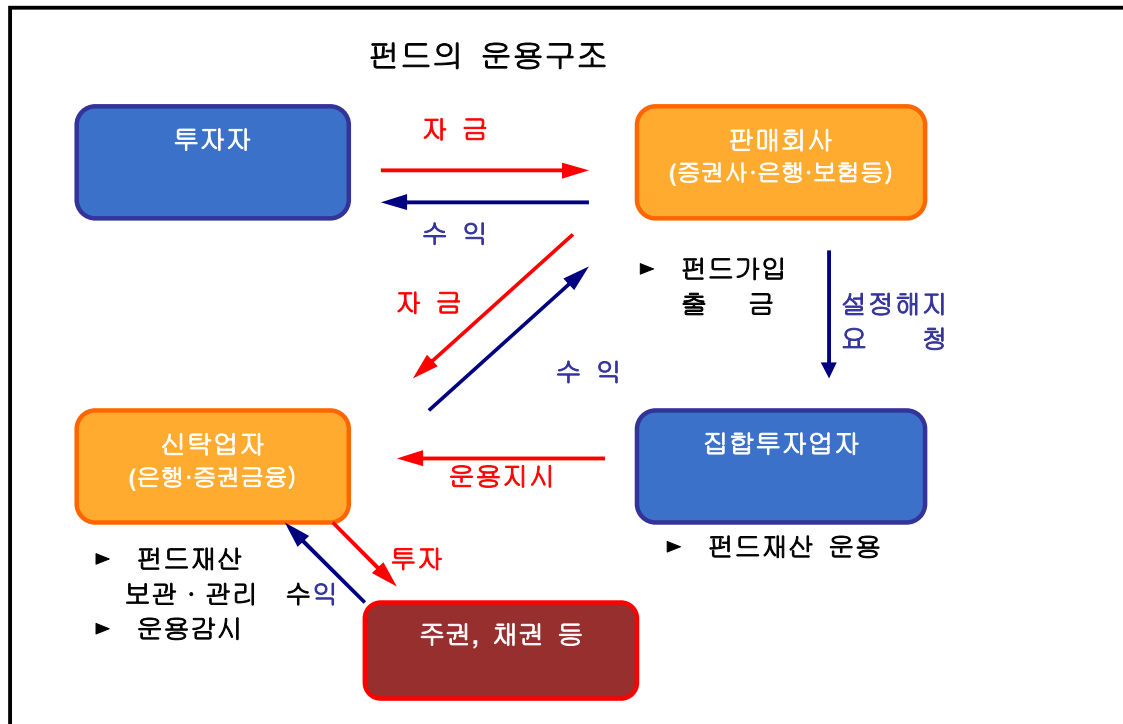 펀드의 운용구조
투자자
자 금
판매회사
(증권사·은행·보험등)
수 익
► 펀드가입
출 금
자 금
설정해지
요 청
수 익
신탁업자
(은행·증권금융)
집합투자업자
운용지시
► 펀드재산
보관·관리
► 운용감시
수익
투자
► 펀드재산 운용
주권, 채권 등